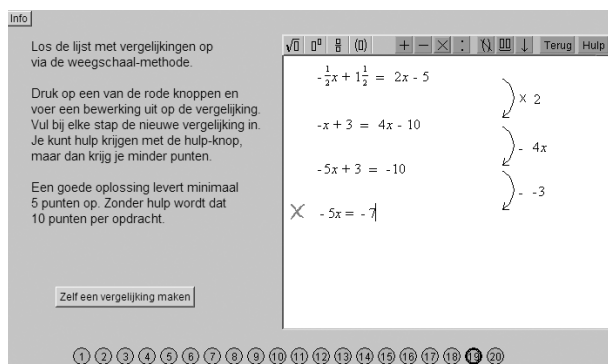 Info
Los de lijst met vergelijkingen op
via de weegschaal-methode.
Druk op een van de rode knoppen en
voer een bewerking uit op de vergelijking.
Vul bij elke stap de nieuwe vergelijking in.
Je kunt hulp krijgen met de hulp-knop,
maar dan krijg je minder punten.
Een goede oplossing levert minimaal
5 punten op. Zonder hulp wordt dat
10 punten per opdracht.
Zelf een vergelijking maken
+ − × : Terug Hulp
-½x + 1½ = 2x - 5
× 2
-x + 3 = 4x - 10
- 4x
-5x + 3 = -10
- -3
- 5x = - 7
1 2 3 4 5 6 7 8 9 10 11 12 13 14 15 16 17 18 19 20